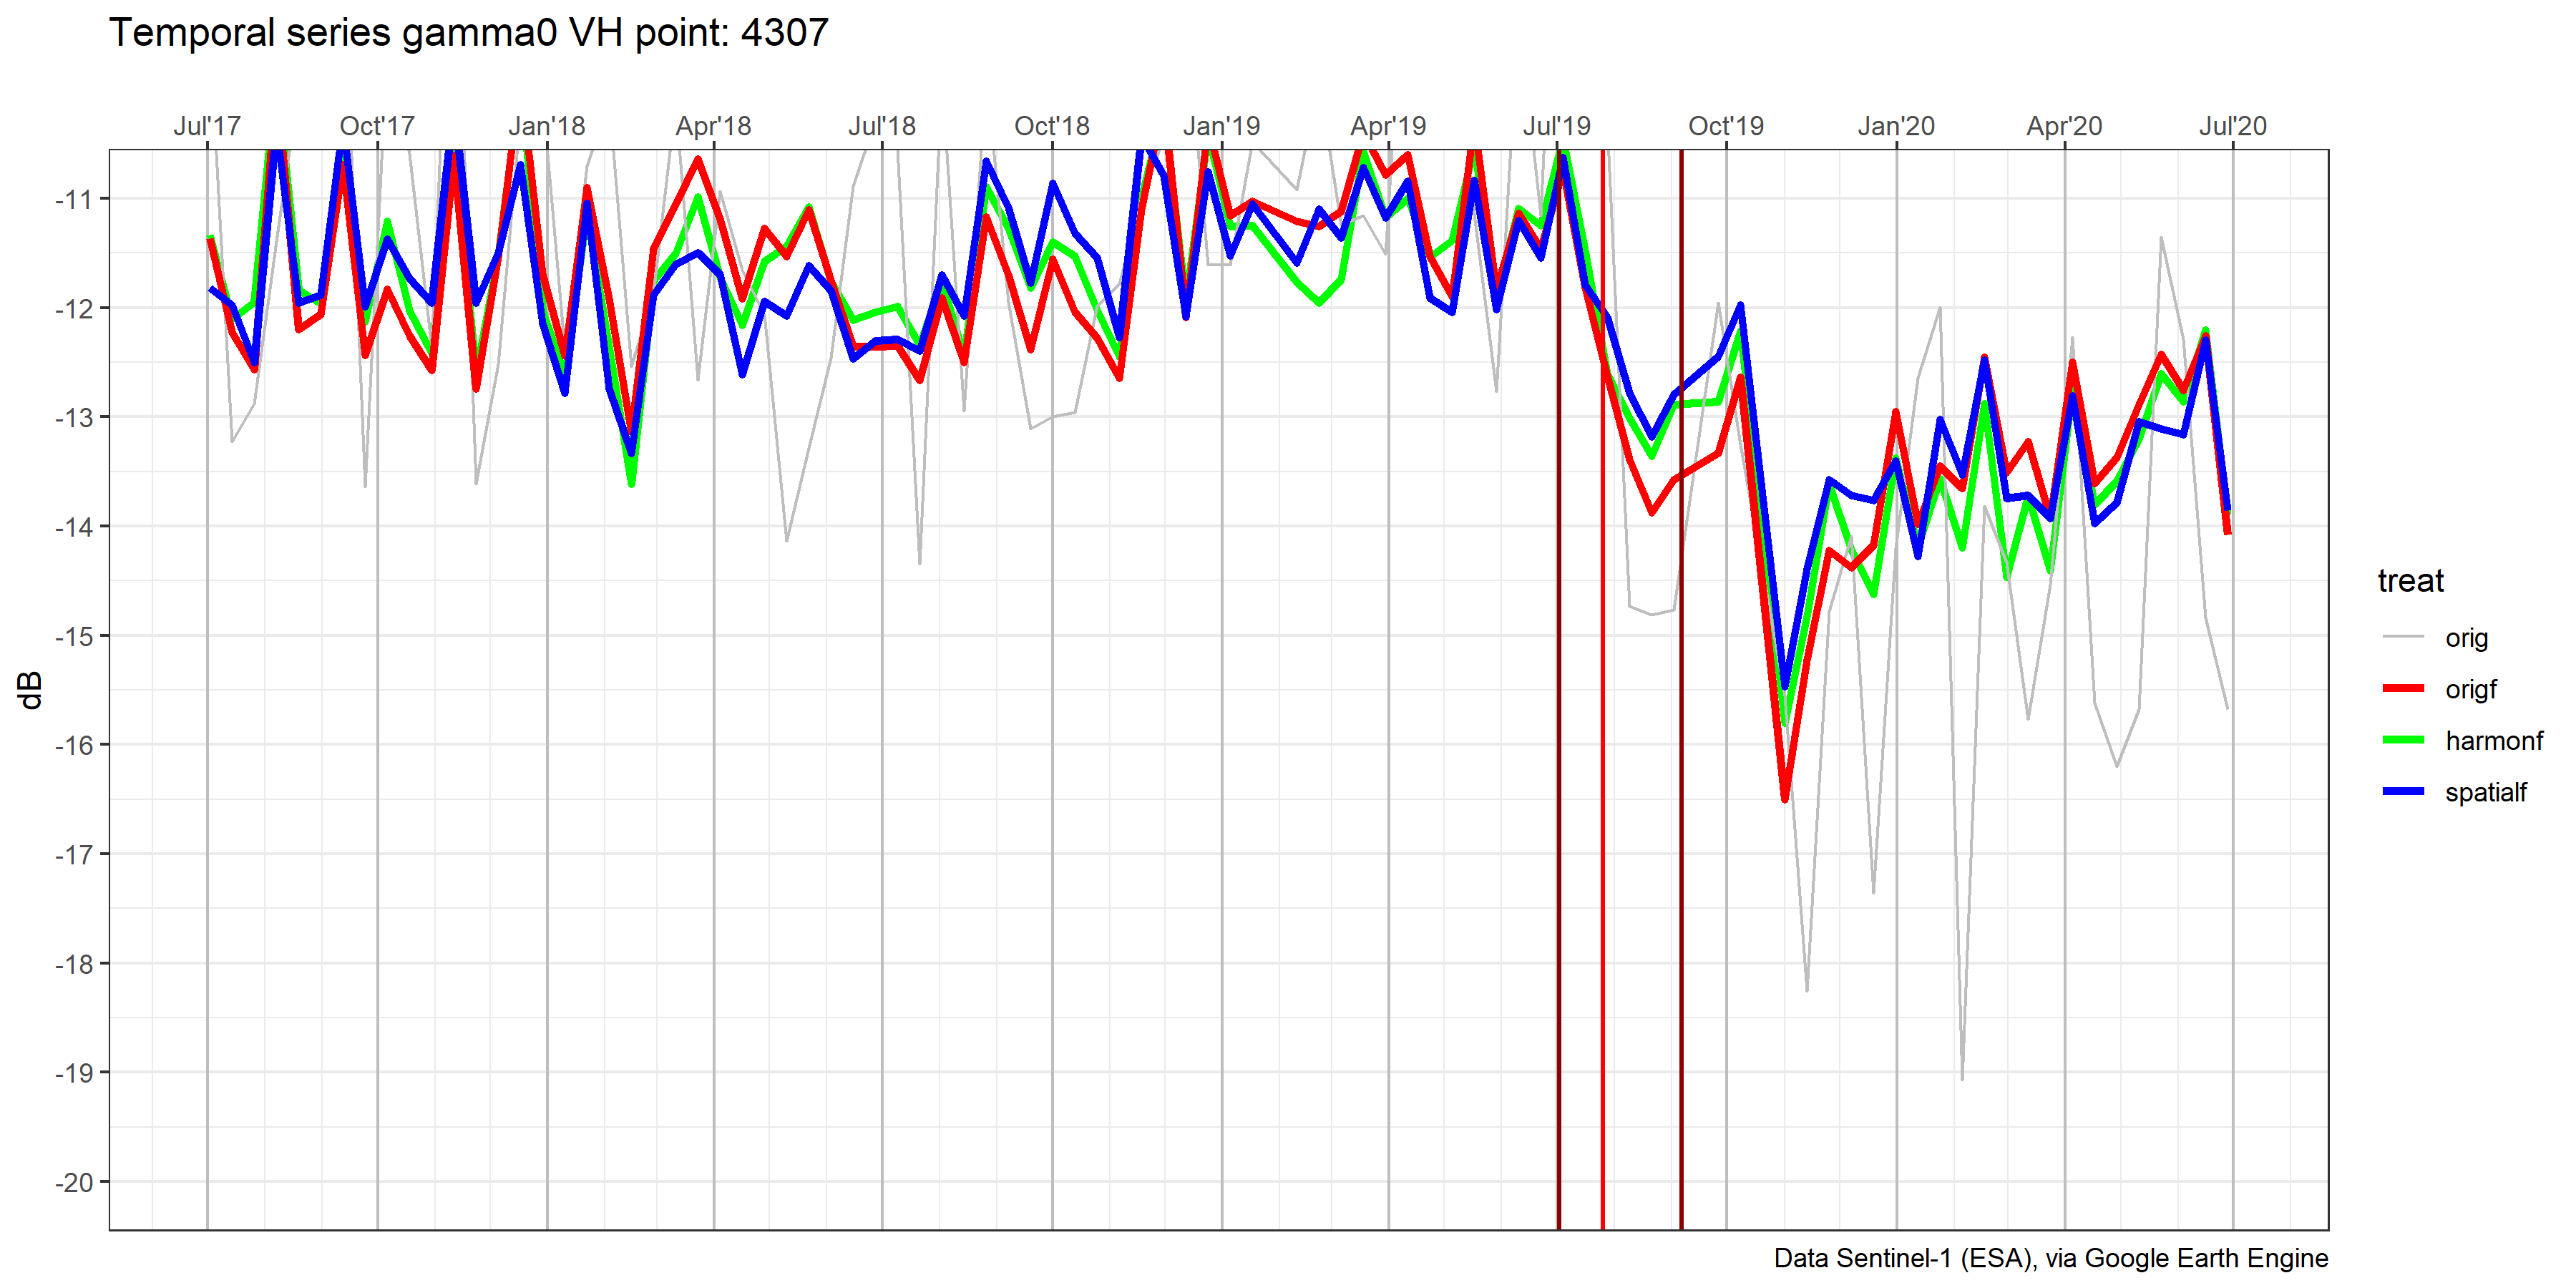 Temporal series gamma0 VH point: 4307
Jul'17 Oct'17 Jan'18 Apr'18 Jul'18 Oct'18 Jan'19 Apr'19 Jul'19 Oct'19 Jan'20 Apr'20 Jul'20
-11
-12
-13
-14
-15
-16
-17
-18
-19
-20
dB
treat
orig
origf
harmonf
spatialf
Data Sentinel-1 (ESA), via Google Earth Engine